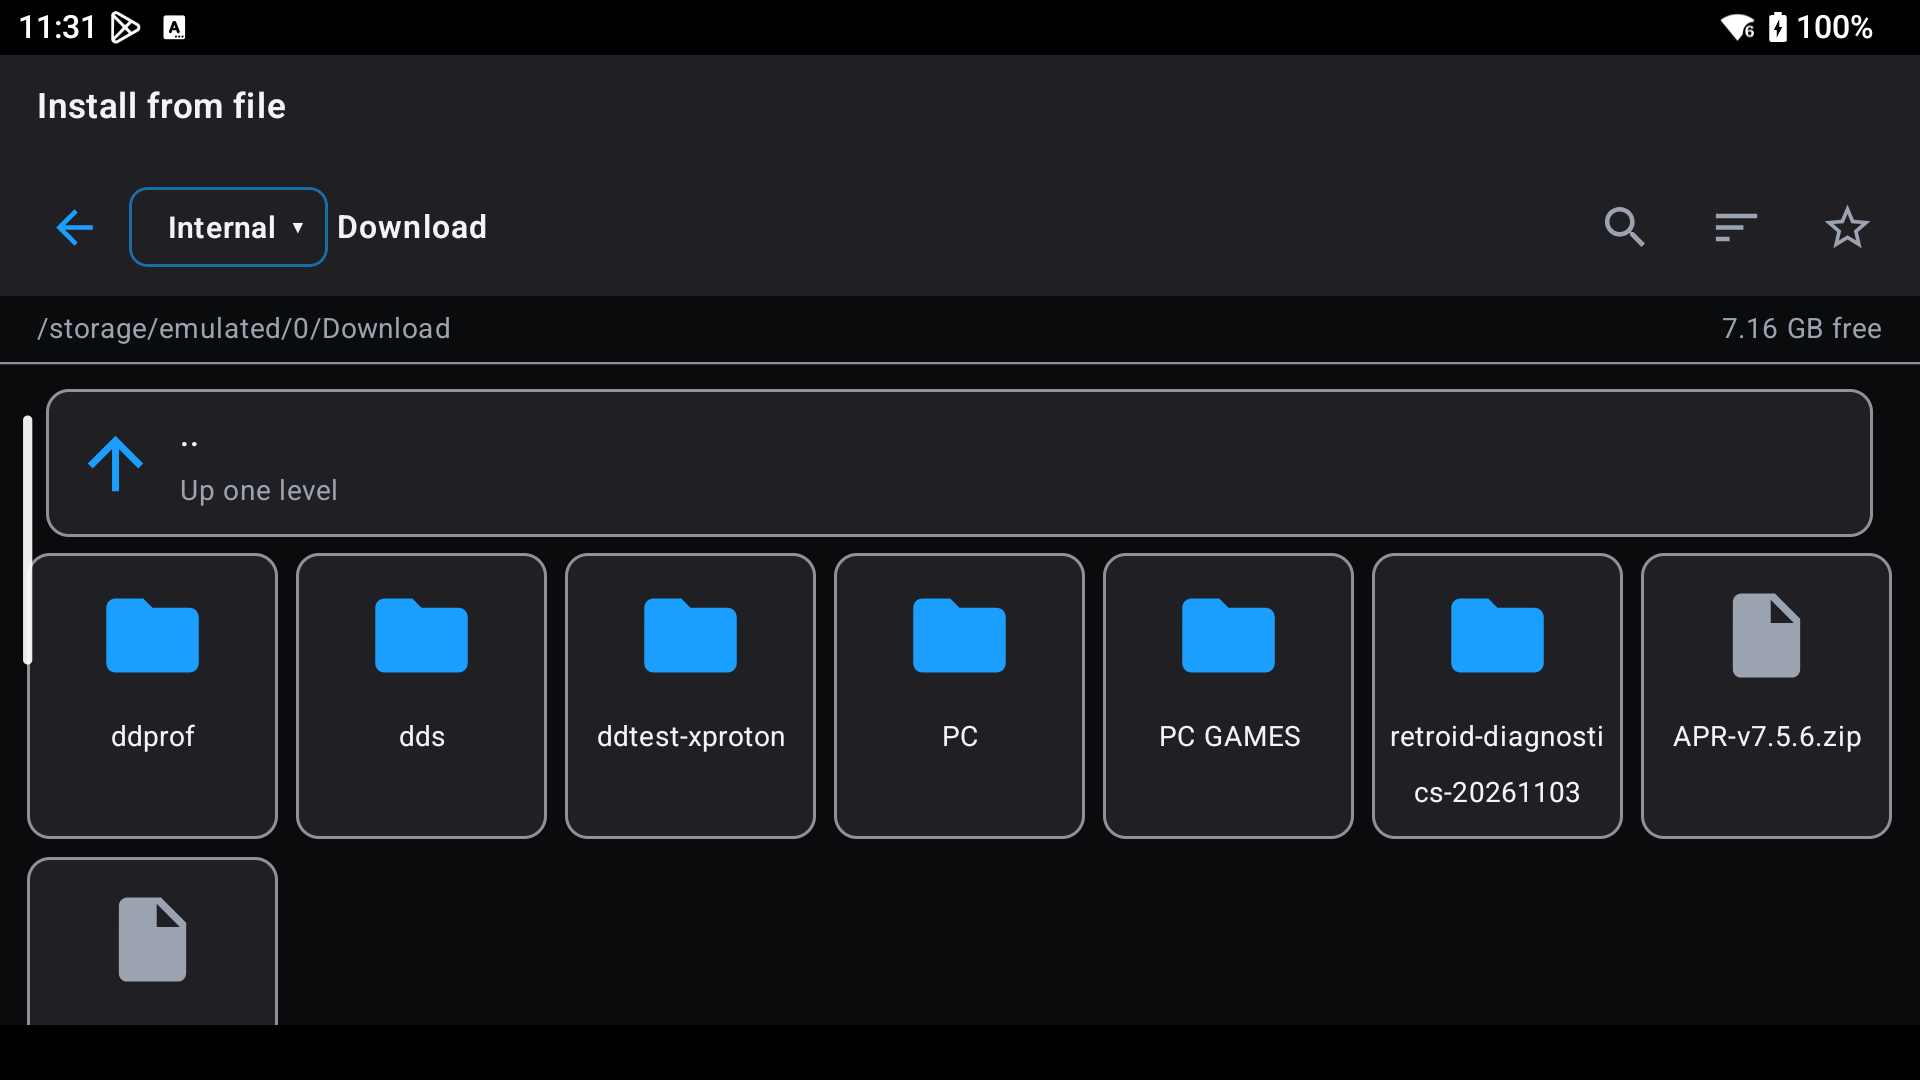 11:31
100%
Install from file
Internal ▾ Download
/storage/emulated/0/Download
7.16 GB free
..
Up one level
ddprof
dds
ddtest-xproton
PC
PC GAMES
retroid-diagnosti
cs-20261103
APR-v7.5.6.zip